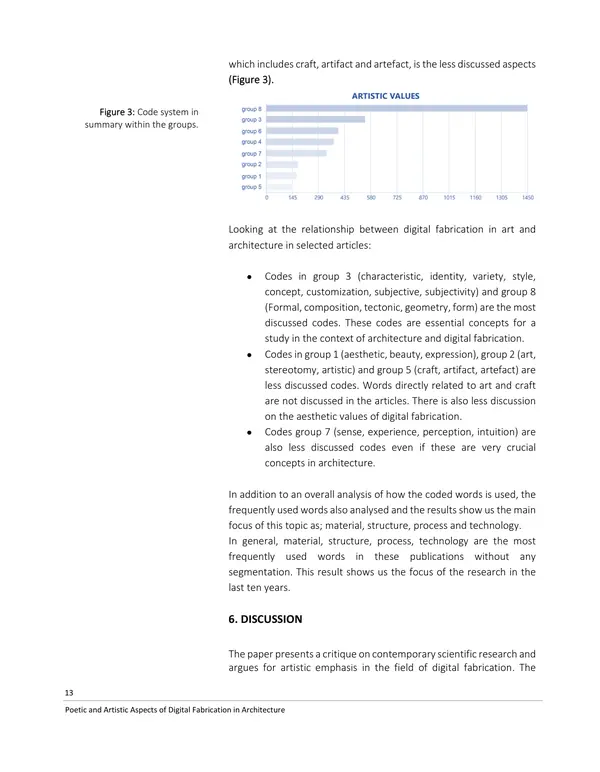 which includes craft, artifact and artefact, is the less discussed aspects
(Figure 3).
Figure 3: Code system in
summary within the groups.
ARTISTIC VALUES
group 8
group 3
group 6
group 4
group 7
group 2
group 1
group 5
0 145 290 435 580 725 870 1015 1160 1305 1450
Looking at the relationship between digital fabrication in art and
architecture in selected articles:
● Codes in group 3 (characteristic, identity, variety, style,
concept, customization, subjective, subjectivity) and group 8
(Formal, composition, tectonic, geometry, form) are the most
discussed codes. These codes are essential concepts for a
study in the context of architecture and digital fabrication.
● Codes in group 1 (aesthetic, beauty, expression), group 2 (art,
stereotomy, artistic) and group 5 (craft, artifact, artefact) are
less discussed codes. Words directly related to art and craft
are not discussed in the articles. There is also less discussion
on the aesthetic values of digital fabrication.
● Codes group 7 (sense, experience, perception, intuition) are
also less discussed codes even if these are very crucial
concepts in architecture.
In addition to an overall analysis of how the coded words is used, the
frequently used words also analysed and the results show us the main
focus of this topic as; material, structure, process and technology.
In general, material, structure, process, technology are the most
frequently used words in these publications without any
segmentation. This result shows us the focus of the research in the
last ten years.
6. DISCUSSION
The paper presents a critique on contemporary scientific research and
argues for artistic emphasis in the field of digital fabrication. The
13
Poetic and Artistic Aspects of Digital Fabrication in Architecture